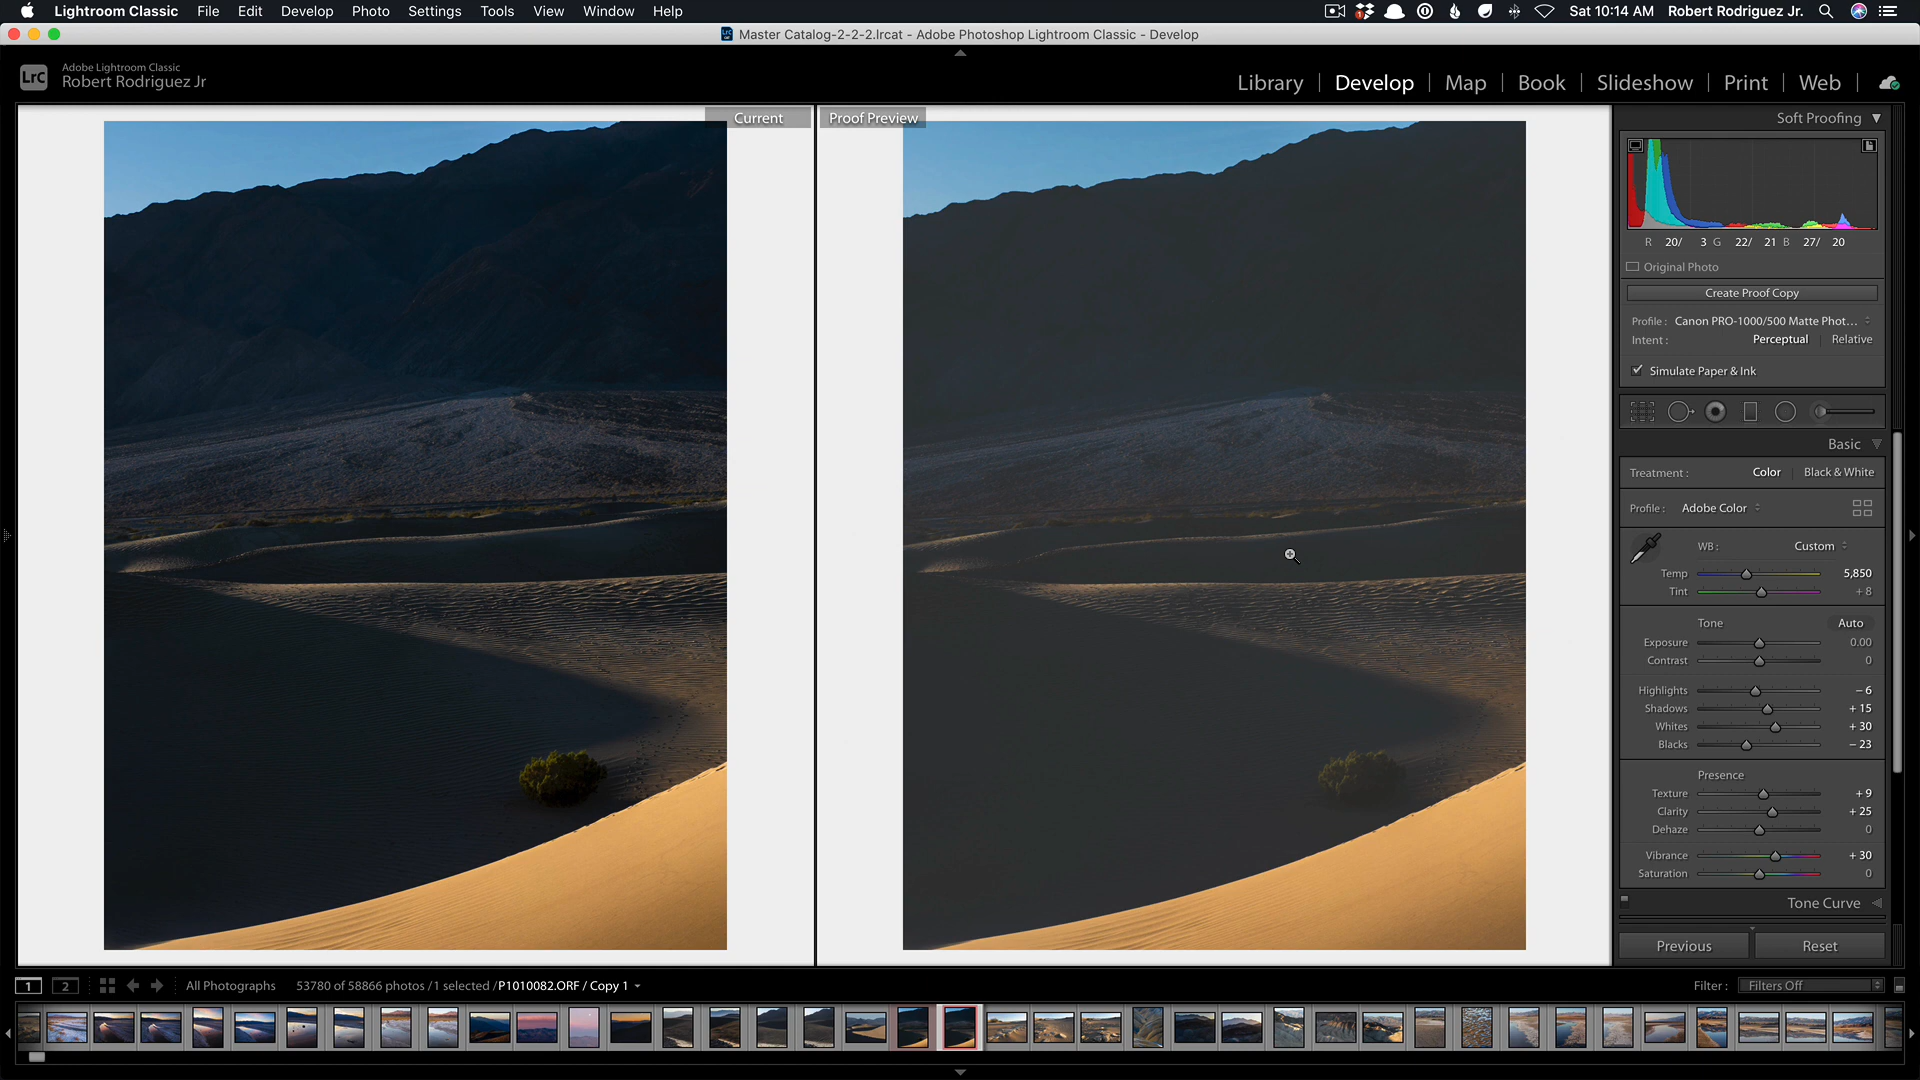 Lightroom Classic File Edit Develop Photo Settings Tools View Window Help Sat 10:14 AM Robert Rodriguez Jr.
LrC Master Catalog-2-2-2.lrcat - Adobe Photoshop Lightroom Classic - Develop
LrC
Adobe Lightroom Classic
Robert Rodriguez Jr
Library | Develop | Map | Book | Slideshow | Print | Web
Current
Proof Preview
Soft Proofing
R 20/ 3 G 22/ 21 B 27/ 20
Original Photo
Create Proof Copy
Profile : Canon PRO-1000/500 Matte Phot...
Intent : Perceptual Relative
Simulate Paper & Ink
Basic
Treatment : Color Black & White
Profile : Adobe Color
WB : Custom
Temp 5,850
Tint + 8
Tone Auto
Exposure 0.00
Contrast 0
Highlights – 6
Shadows + 15
Whites + 30
Blacks – 23
Presence
Texture + 9
Clarity + 25
Dehaze 0
Vibrance + 30
Saturation 0
Tone Curve
Previous Reset
1 2 All Photographs 53780 of 58866 photos /1 selected /P1010082.ORF / Copy 1 Filter : Filters Off